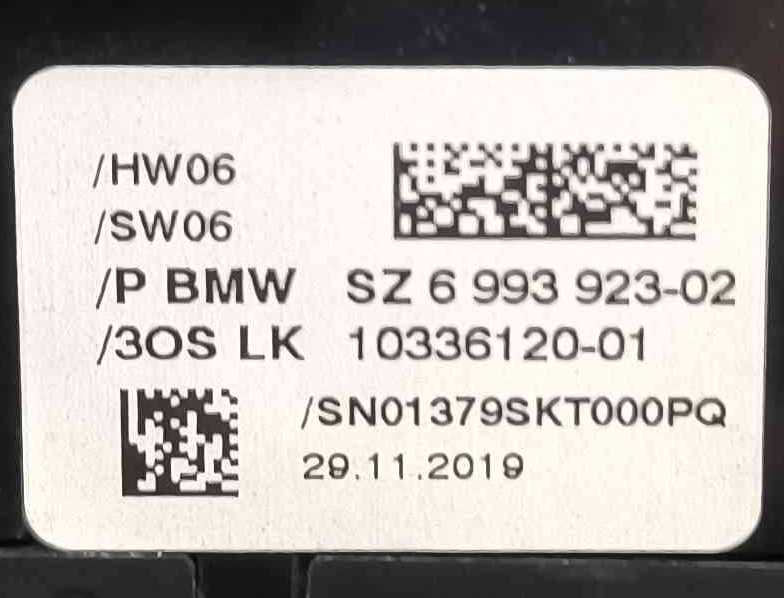 /HW06
/SW06
/P BMW SZ 6 993 923-02
/3OS LK 10336120-01
/SN01379SKT000PQ
29.11.2019